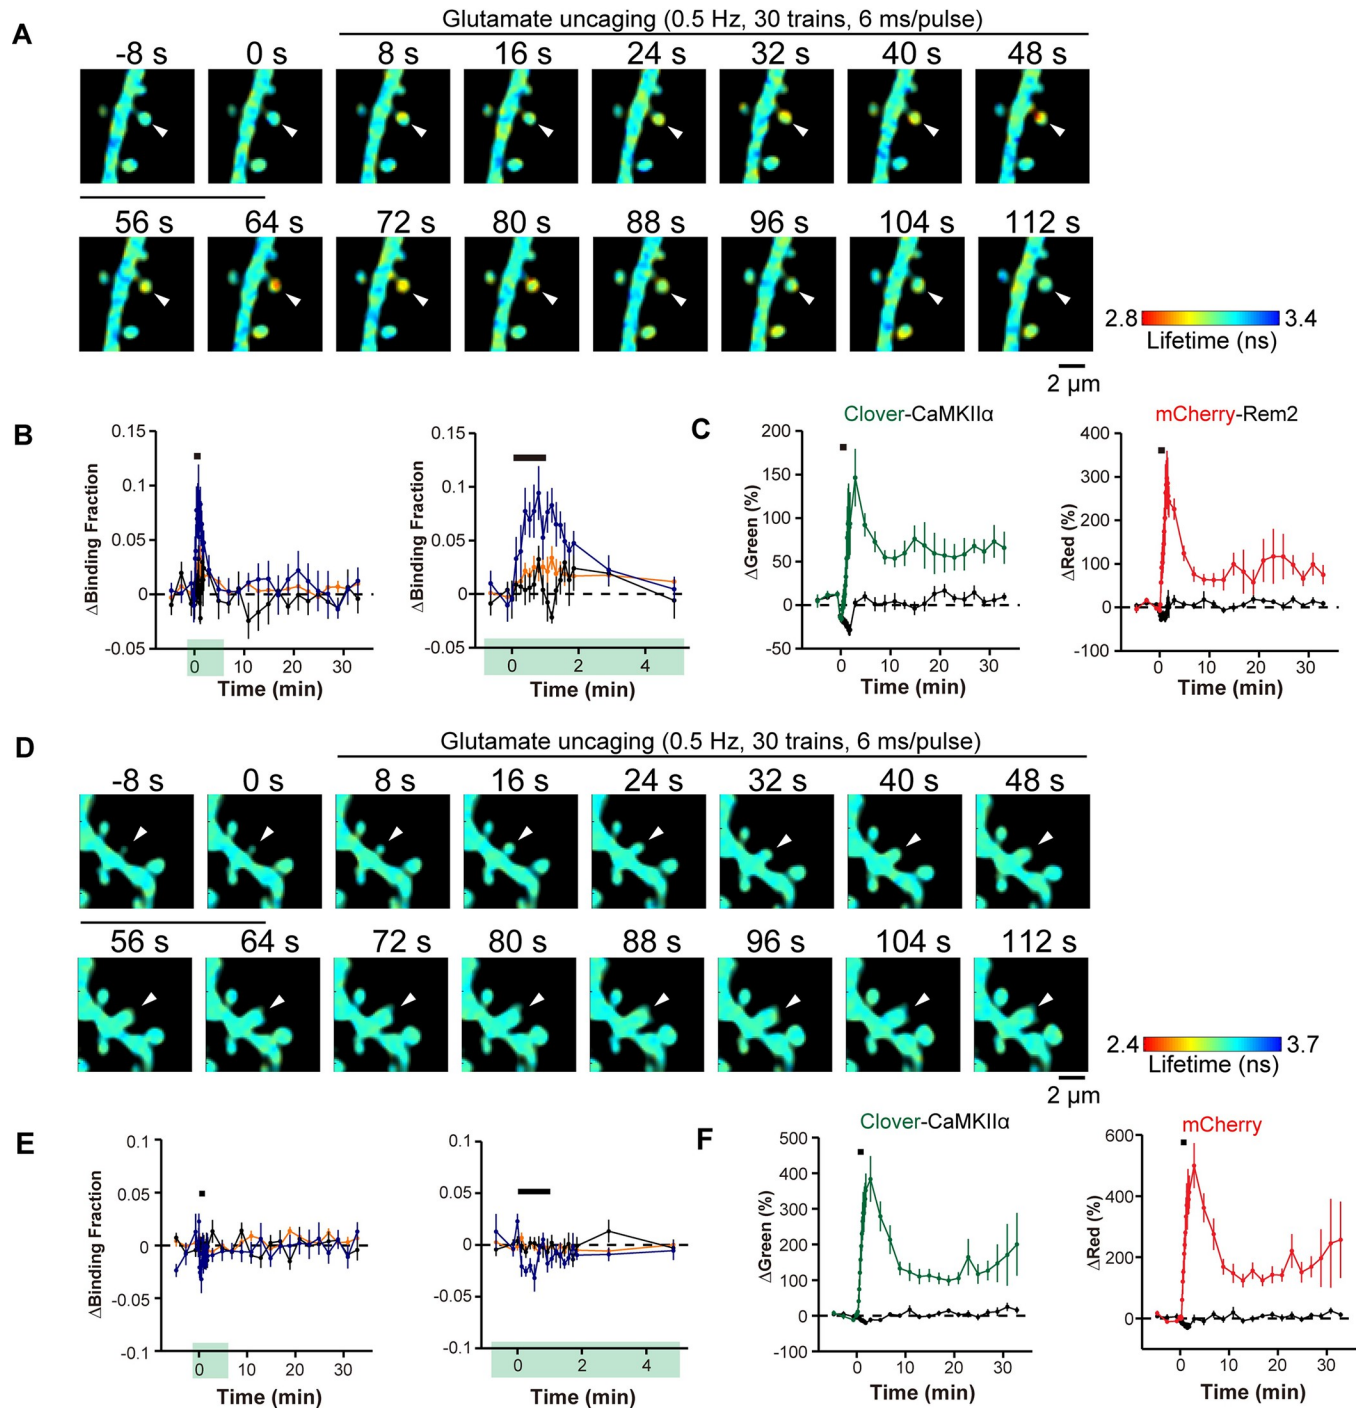 A
Glutamate uncaging (0.5 Hz, 30 trains, 6 ms/pulse)
-8 s 0 s 8 s 16 s 24 s 32 s 40 s 48 s
56 s 64 s 72 s 80 s 88 s 96 s 104 s 112 s
2.8 3.4
Lifetime (ns)
2 μm
B
0.15
0.1
0.05
0
-0.05
ΔBinding Fraction
0 10 20 30
Time (min)
0.15
0.1
0.05
0
-0.05
ΔBinding Fraction
0 2 4
Time (min)
C
Clover-CaMKIIα
200
150
100
50
0
-50
ΔGreen (%)
0 10 20 30
Time (min)
mCherry-Rem2
400
300
200
100
0
-100
ΔRed (%)
0 10 20 30
Time (min)
D
Glutamate uncaging (0.5 Hz, 30 trains, 6 ms/pulse)
-8 s 0 s 8 s 16 s 24 s 32 s 40 s 48 s
56 s 64 s 72 s 80 s 88 s 96 s 104 s 112 s
2.4 3.7
Lifetime (ns)
2 μm
E
0.1
0.05
0
-0.05
-0.1
ΔBinding Fraction
0 10 20 30
Time (min)
0.1
0.05
0
-0.05
-0.1
ΔBinding Fraction
0 2 4
Time (min)
F
Clover-CaMKIIα
500
400
300
200
100
0
-100
ΔGreen (%)
0 10 20 30
Time (min)
mCherry
600
400
200
0
ΔRed (%)
0 10 20 30
Time (min)